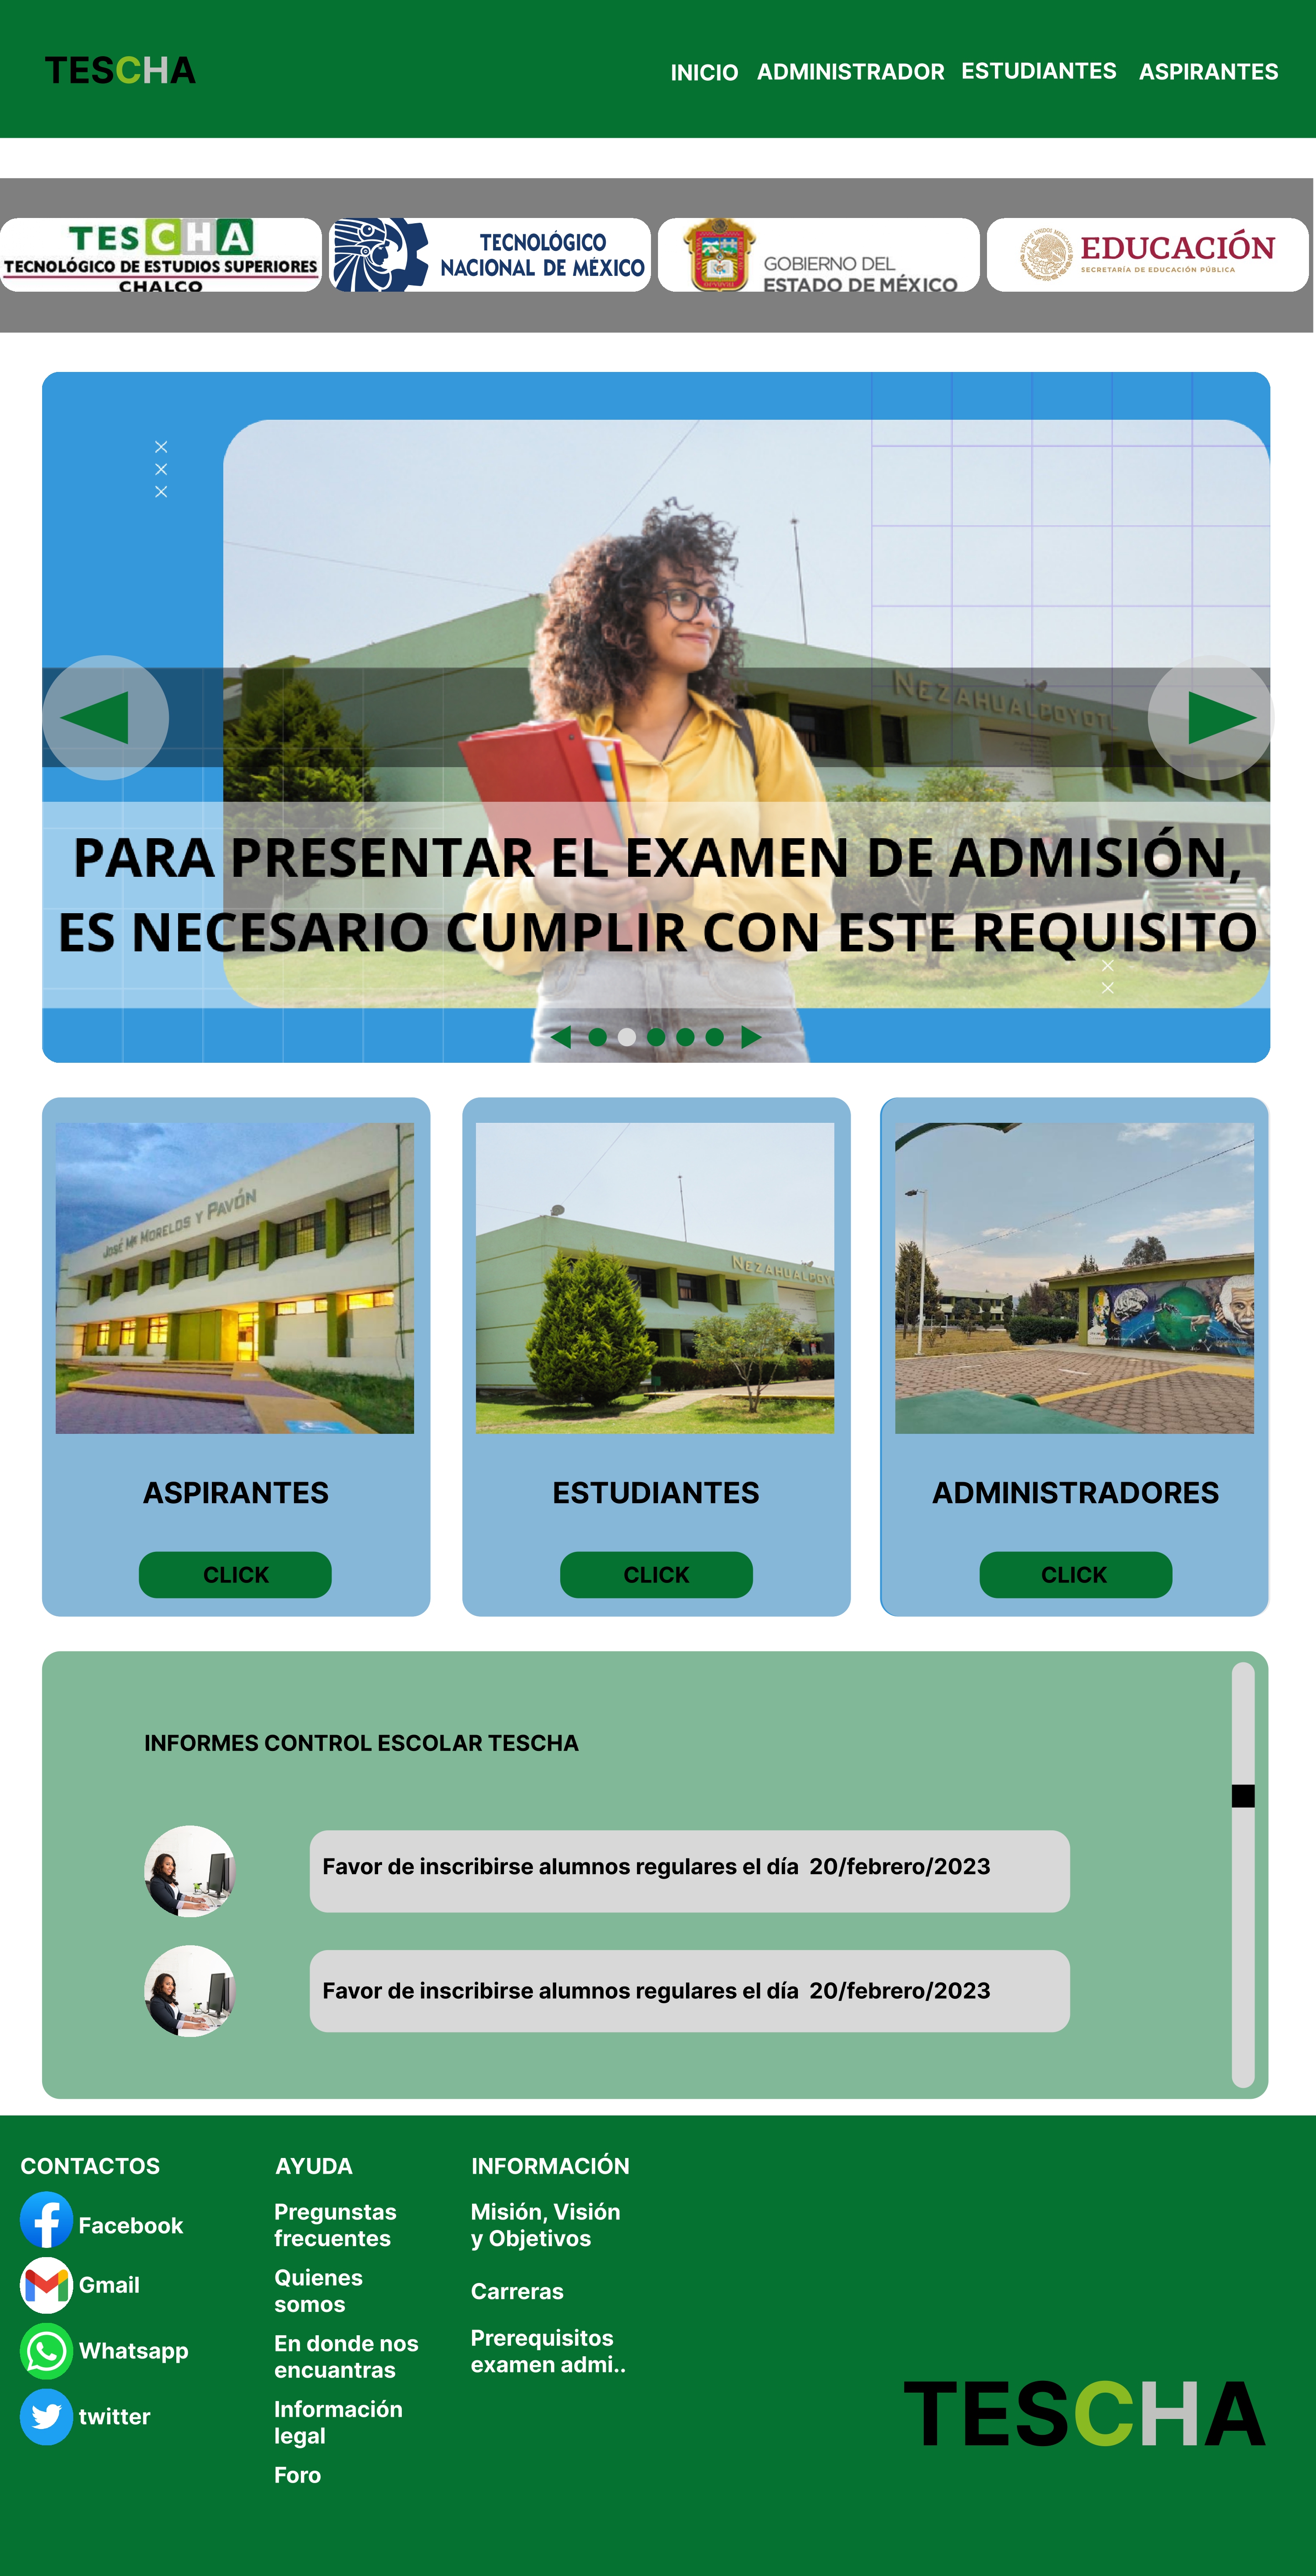 TESCHA
INICIO ADMINISTRADOR ESTUDIANTES ASPIRANTES
TESCHA
TECNOLÓGICO DE ESTUDIOS SUPERIORES
CHALCO
TECNOLÓGICO
NACIONAL DE MÉXICO
GOBIERNO DEL
ESTADO DE MÉXICO
EDUCACIÓN
SECRETARÍA DE EDUCACIÓN PÚBLICA
NEZAHUALPOYOTL
PARA PRESENTAR EL EXAMEN DE ADMISIÓN,
ES NECESARIO CUMPLIR CON ESTE REQUISITO
JOSÉ Mª MORELOS Y PAVÓN
NEZAHUALPOY
ASPIRANTES
ESTUDIANTES
ADMINISTRADORES
CLICK
CLICK
CLICK
INFORMES CONTROL ESCOLAR TESCHA
Favor de inscribirse alumnos regulares el día 20/febrero/2023
Favor de inscribirse alumnos regulares el día 20/febrero/2023
CONTACTOS
Facebook
Gmail
Whatsapp
twitter
AYUDA
Pregunstas
frecuentes
Quienes
somos
En donde nos
encuantras
Información
legal
Foro
INFORMACIÓN
Misión, Visión
y Objetivos
Carreras
Prerequisitos
examen admi..
TESCHA